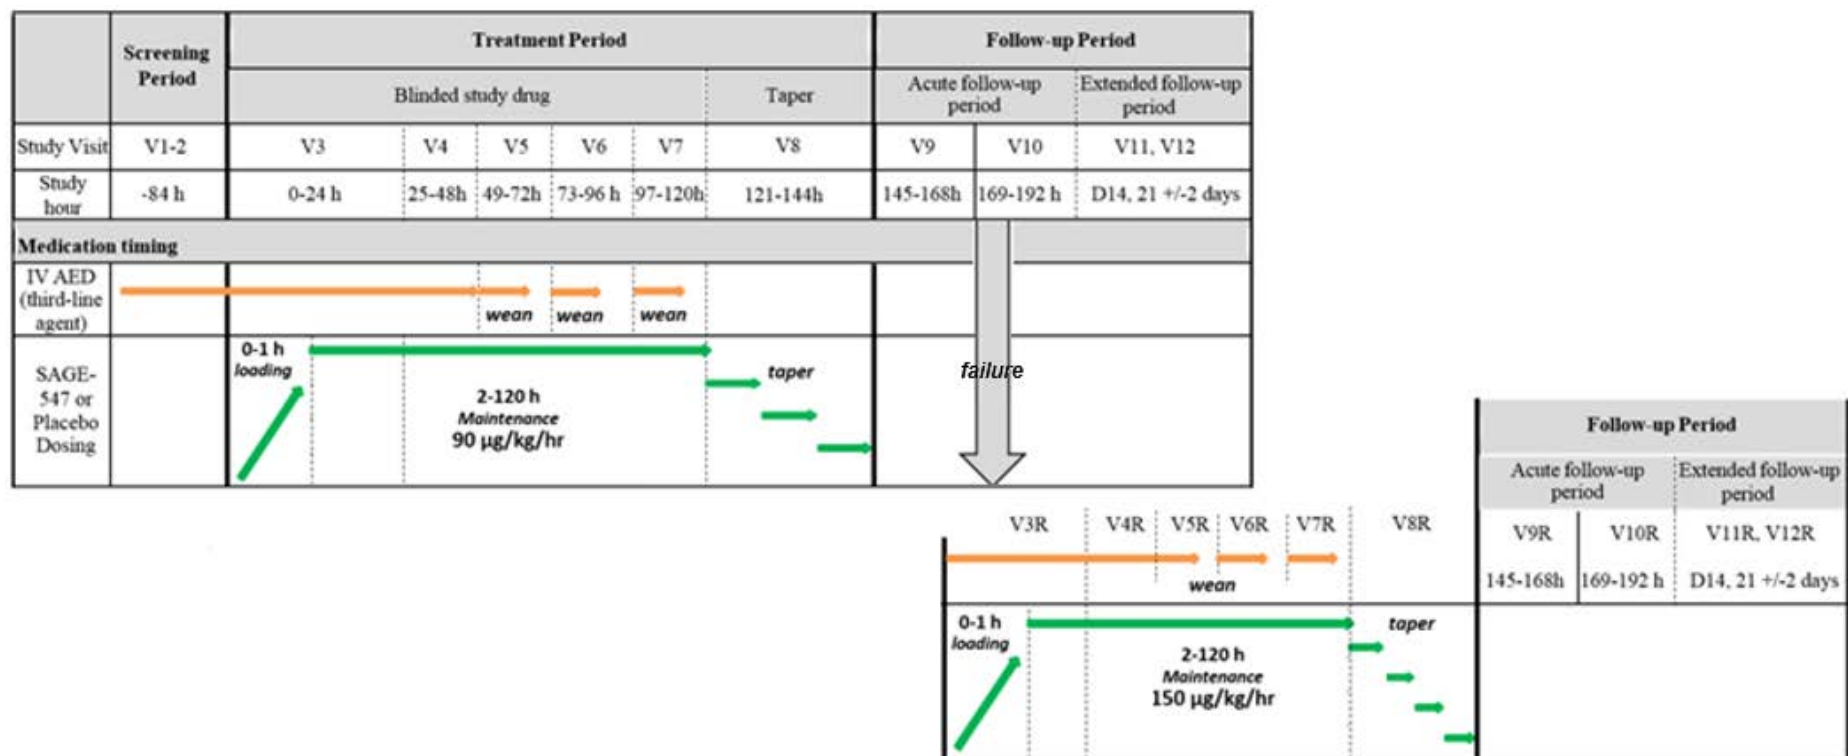 Screening
Period
Treatment Period
Follow-up Period
Blinded study drug
Taper
Acute follow-up
period
Extended follow-up
period
Study Visit
V1-2
V3
V4
V5
V6
V7
V8
V9
V10
V11, V12
Study
hour
-84 h
0-24 h
25-48h
49-72h
73-96 h
97-120h
121-144h
145-168h
169-192 h
D14, 21 +/-2 days
Medication timing
IV AED
(third-line
agent)
wean
wean
wean
SAGE-
547 or
Placebo
Dosing
0-1 h
loading
2-120 h
Maintenance
90 µg/kg/hr
taper
failure
Follow-up Period
Acute follow-up
period
Extended follow-up
period
V3R
V4R
V5R
V6R
V7R
V8R
V9R
V10R
V11R, V12R
wean
145-168h
169-192 h
D14, 21 +/-2 days
0-1 h
loading
2-120 h
Maintenance
150 µg/kg/hr
taper